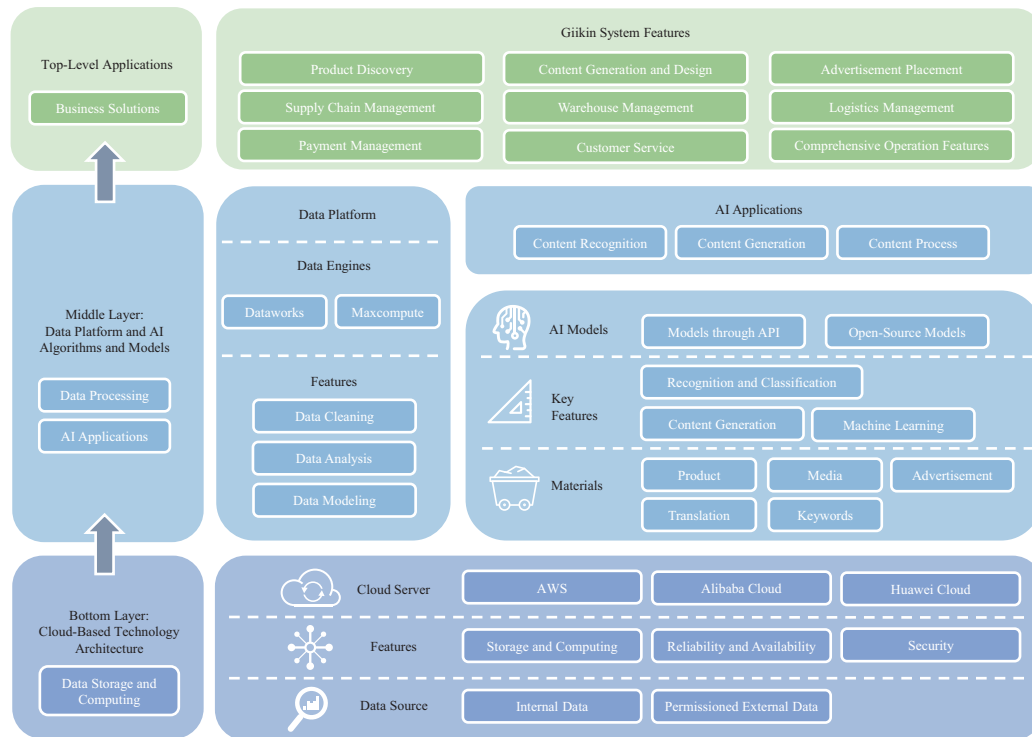 Top-Level Applications
Business Solutions
Giikin System Features
Product Discovery
Content Generation and Design
Advertisement Placement
Supply Chain Management
Warehouse Management
Logistics Management
Payment Management
Customer Service
Comprehensive Operation Features
Middle Layer:
Data Platform and AI
Algorithms and Models
Data Processing
AI Applications
Data Platform
Data Engines
Dataworks
Maxcompute
Features
Data Cleaning
Data Analysis
Data Modeling
AI Applications
Content Recognition
Content Generation
Content Process
AI Models
Models through API
Open-Source Models
Key
Features
Recognition and Classification
Content Generation
Machine Learning
Materials
Product
Media
Advertisement
Translation
Keywords
Bottom Layer:
Cloud-Based Technology
Architecture
Data Storage and
Computing
Cloud Server
AWS
Alibaba Cloud
Huawei Cloud
Features
Storage and Computing
Reliability and Availability
Security
Data Source
Internal Data
Permissioned External Data